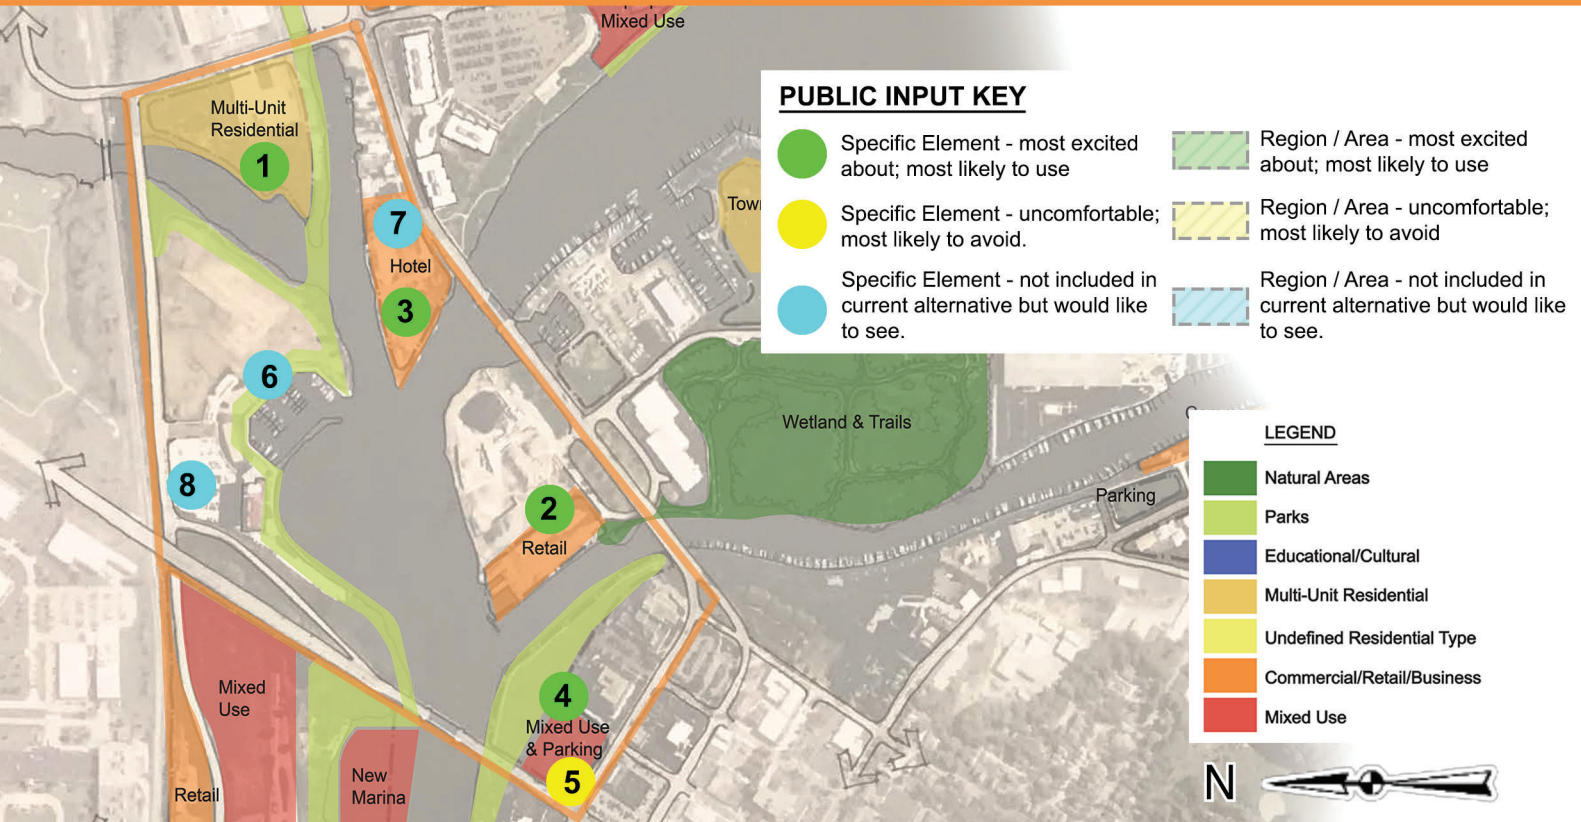 Mixed Use
Multi-Unit
Residential
1
7
Hotel
3
6
8
2
Retail
Wetland & Trails
Parking
4
Mixed Use
& Parking
5
Mixed
Use
New
Marina
Retail
PUBLIC INPUT KEY
Specific Element - most excited
about; most likely to use
Specific Element - uncomfortable;
most likely to avoid.
Specific Element - not included in
current alternative but would like
to see.
Region / Area - most excited
about; most likely to use
Region / Area - uncomfortable;
most likely to avoid
Region / Area - not included in
current alternative but would like
to see.
LEGEND
Natural Areas
Parks
Educational/Cultural
Multi-Unit Residential
Undefined Residential Type
Commercial/Retail/Business
Mixed Use
N